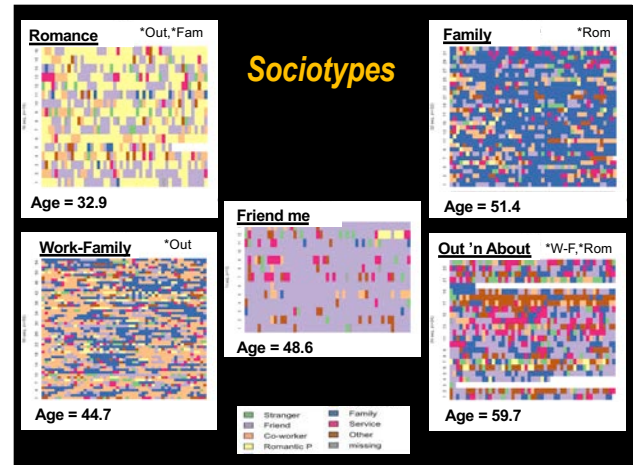 Sociotypes
Romance *Out,*Fam
Age = 32.9
Family *Rom
Age = 51.4
Friend me
Age = 48.6
Work-Family *Out
Age = 44.7
Out 'n About *W-F,*Rom
Age = 59.7
Stranger Family
Friend Service
Co-worker Other
Romantic P missing